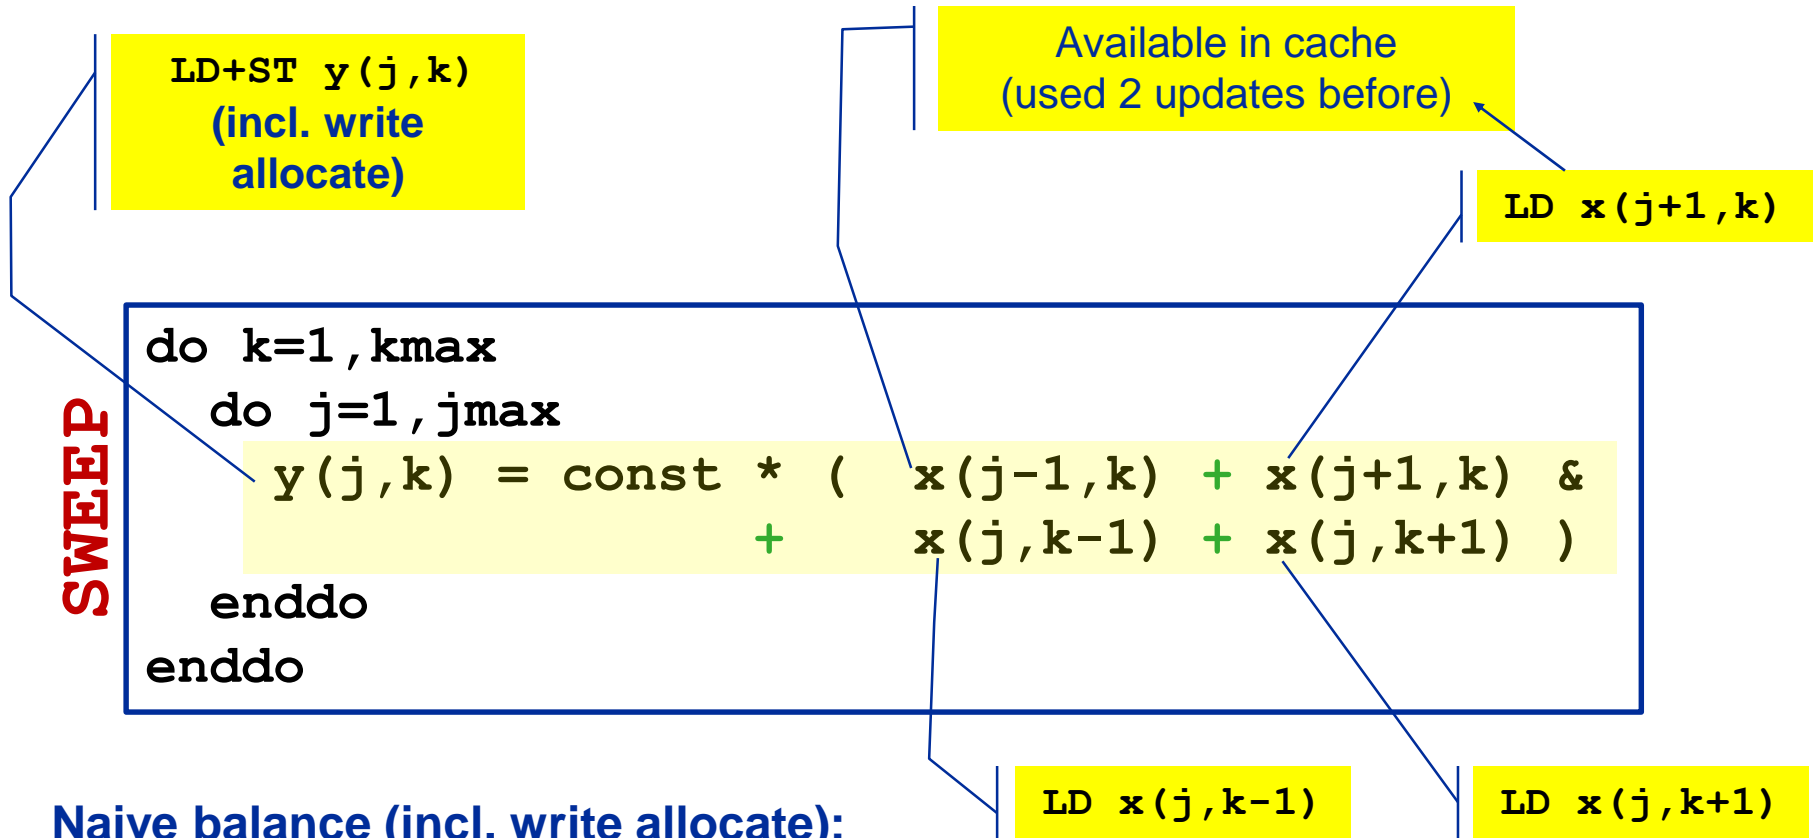 LD+ST y(j,k)
(incl. write
allocate)
Available in cache
(used 2 updates before)
LD x(j+1,k)
SWEEP
do k=1,kmax
do j=1,jmax
y(j,k) = const * ( x(j-1,k) + x(j+1,k) &
+ x(j,k-1) + x(j,k+1) )
enddo
enddo
LD x(j,k-1)
LD x(j,k+1)
Naive balance (incl. write allocate):